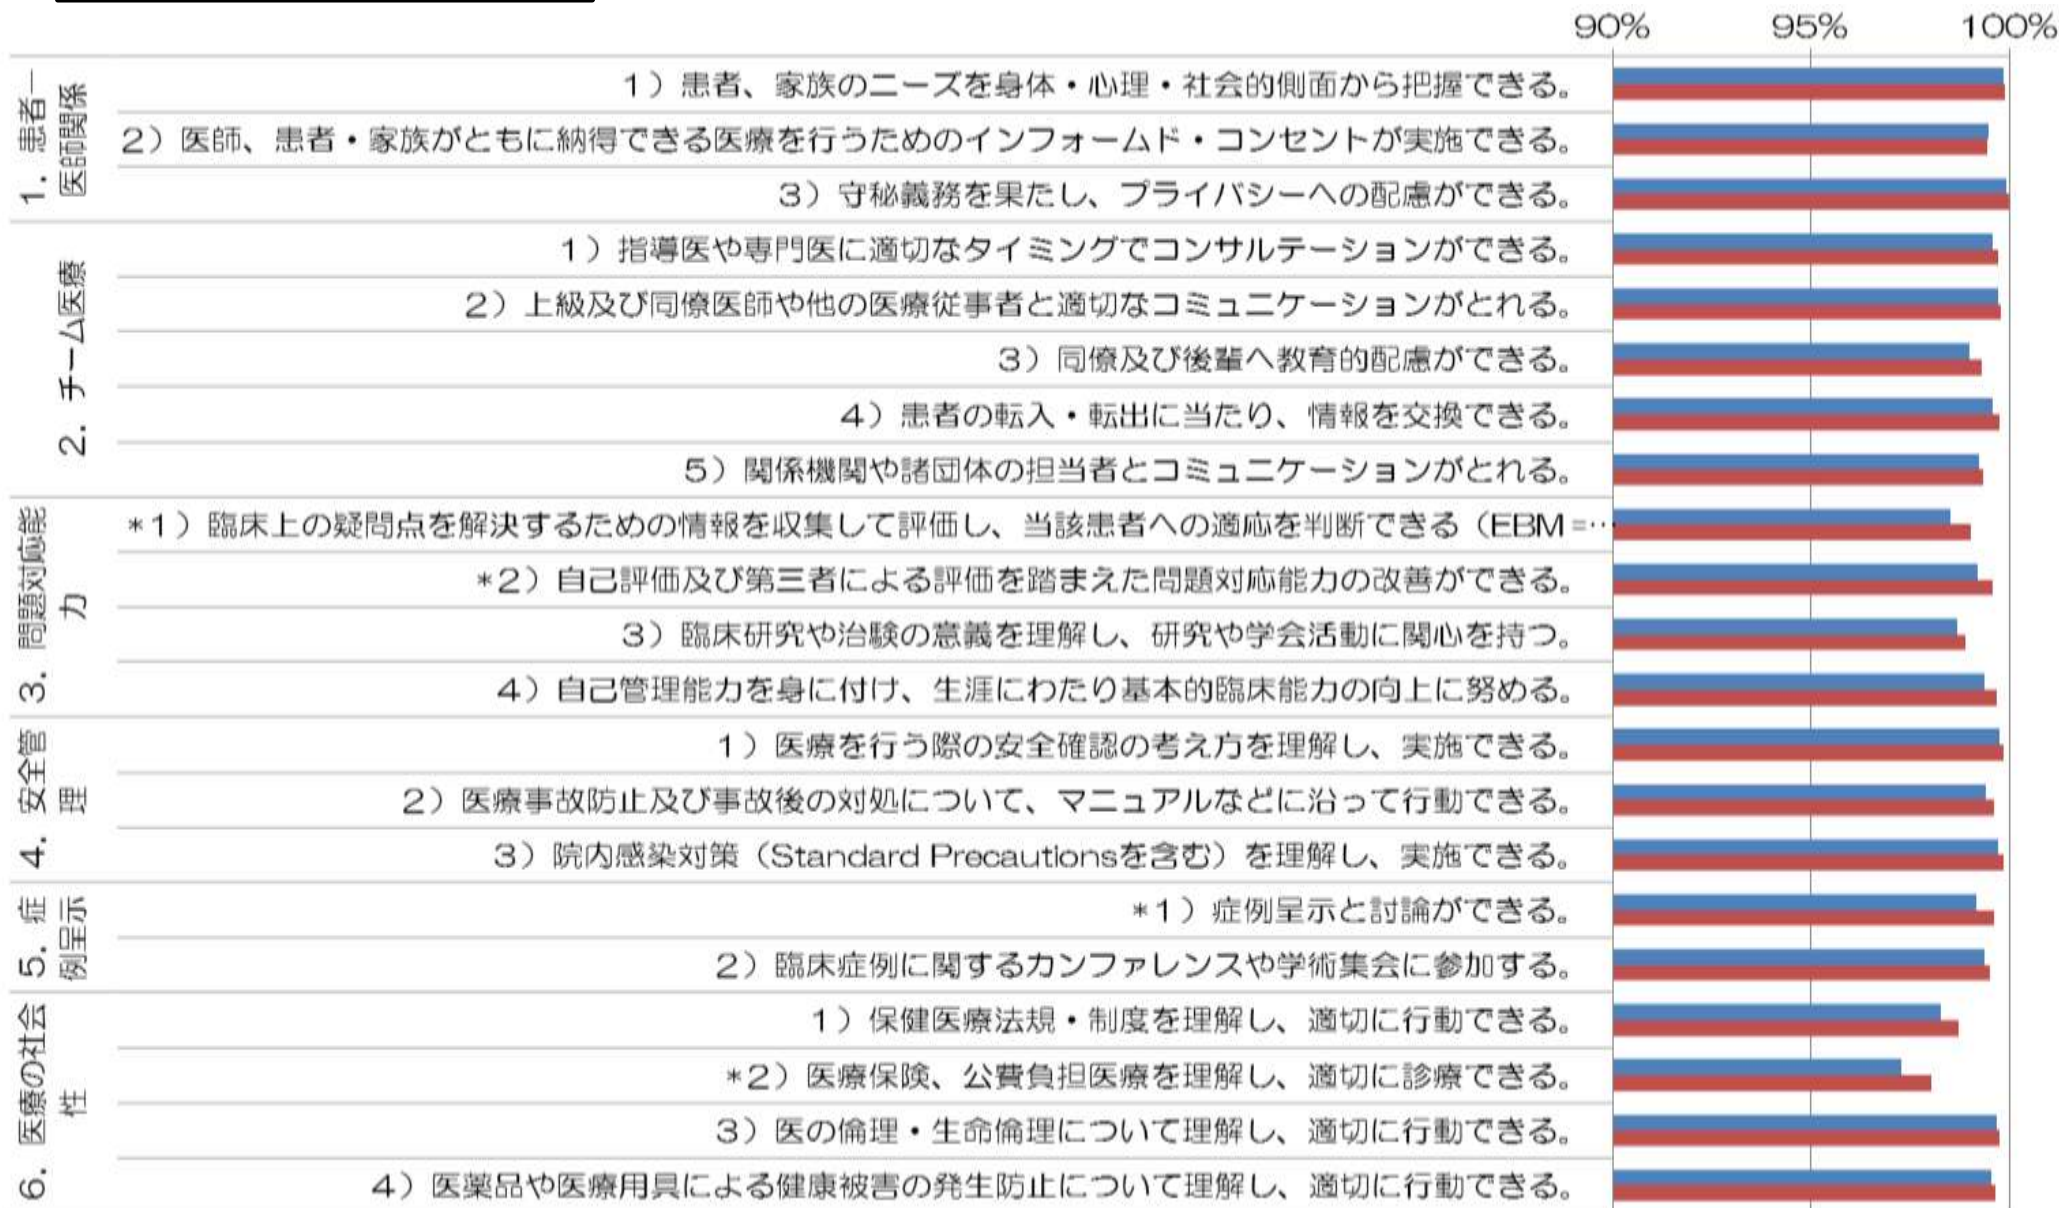 90% 95% 100%
1. 患者ー
医師関係
1）患者、家族のニーズを身体・心理・社会的側面から把握できる。
2）医師、患者・家族がともに納得できる医療を行うためのインフォームド・コンセントが実施できる。
3）守秘義務を果たし、プライバシーへの配慮ができる。
2. チーム医療
1）指導医や専門医に適切なタイミングでコンサルテーションができる。
2）上級及び同僚医師や他の医療従事者と適切なコミュニケーションがとれる。
3）同僚及び後輩へ教育的配慮ができる。
4）患者の転入・転出に当たり、情報を交換できる。
5）関係機関や諸団体の担当者とコミュニケーションがとれる。
3. 問題対応能
力
*1）臨床上の疑問点を解決するための情報を収集して評価し、当該患者への適応を判断できる（EBM =…
*2）自己評価及び第三者による評価を踏まえた問題対応能力の改善ができる。
3）臨床研究や治験の意義を理解し、研究や学会活動に関心を持つ。
4）自己管理能力を身に付け、生涯にわたり基本的臨床能力の向上に努める。
4. 安全管
理
1）医療を行う際の安全確認の考え方を理解し、実施できる。
2）医療事故防止及び事故後の対処について、マニュアルなどに沿って行動できる。
3）院内感染対策（Standard Precautionsを含む）を理解し、実施できる。
5. 症
例呈示
*1）症例呈示と討論ができる。
2）臨床症例に関するカンファレンスや学術集会に参加する。
6. 医療の社会
性
1）保健医療法規・制度を理解し、適切に行動できる。
*2）医療保険、公費負担医療を理解し、適切に診療できる。
3）医の倫理・生命倫理について理解し、適切に行動できる。
4）医薬品や医療用具による健康被害の発生防止について理解し、適切に行動できる。